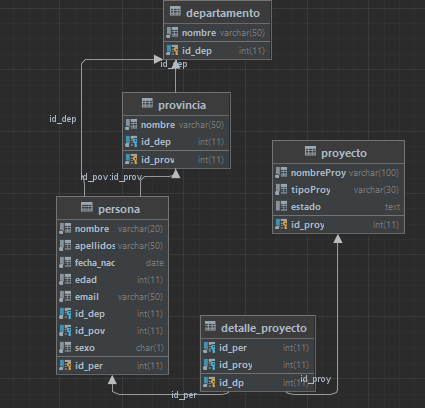 departamento
nombre varchar(50)
id_dep int(11)
id_dep
provincia
nombre varchar(50)
id_dep int(11)
id_prov int(11)
id_dep
proyecto
nombreProy varchar(100)
tipoProy varchar(30)
estado text
id_proy int(11)
id_pov:id_prov
persona
nombre varchar(20)
apellidos varchar(50)
fecha_nac date
edad int(11)
email varchar(50)
id_dep int(11)
id_pov int(11)
sexo char(1)
id_per int(11)
detalle_proyecto
id_per int(11)
id_proy int(11)
id_dp int(11)
id_proy
id_per